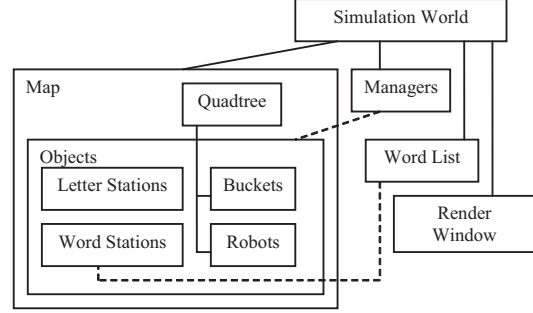 Simulation World
Map
Quadtree
Managers
Objects
Letter Stations
Buckets
Word List
Word Stations
Robots
Render
Window